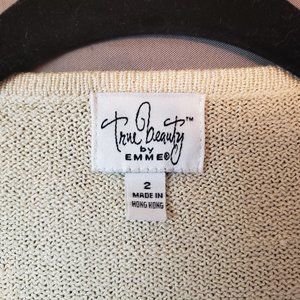 True beauty™
by
EMME®
2
MADE IN
HONG KONG